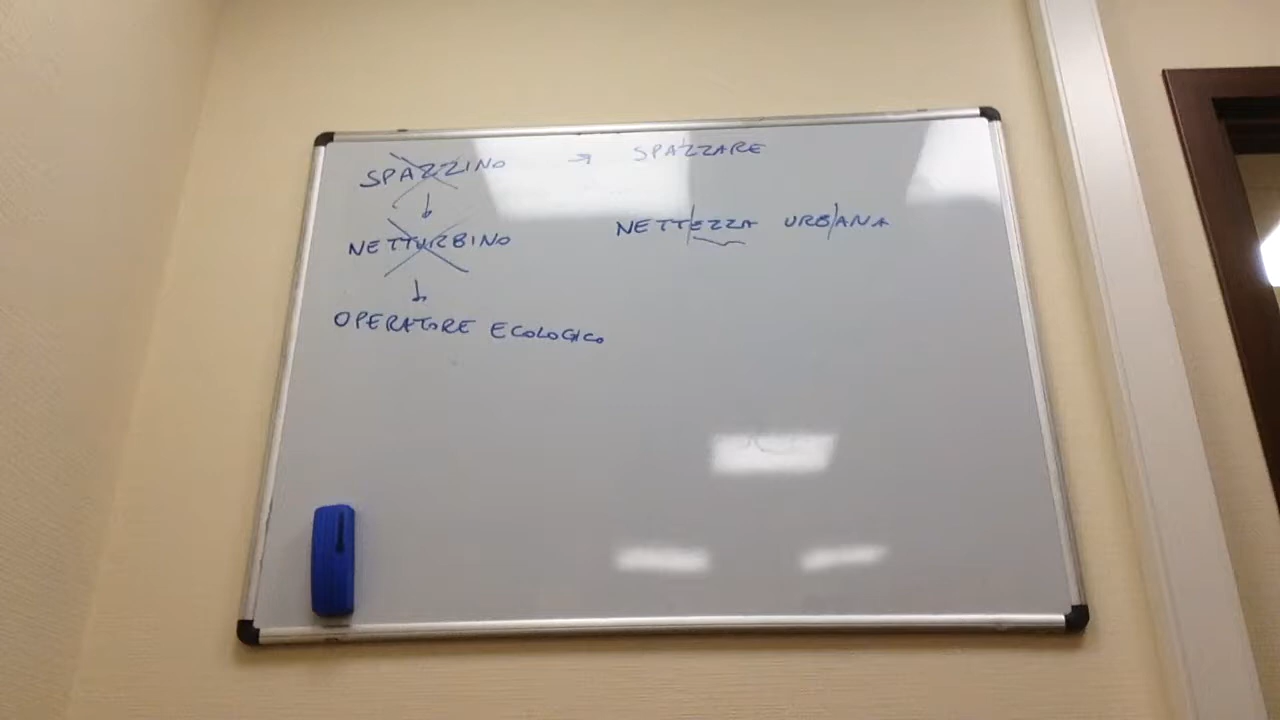 SPAZZINO → SPAZZARE
NETTURBINO NETTEZZA URBANA
OPERATORE ECOLOGICO